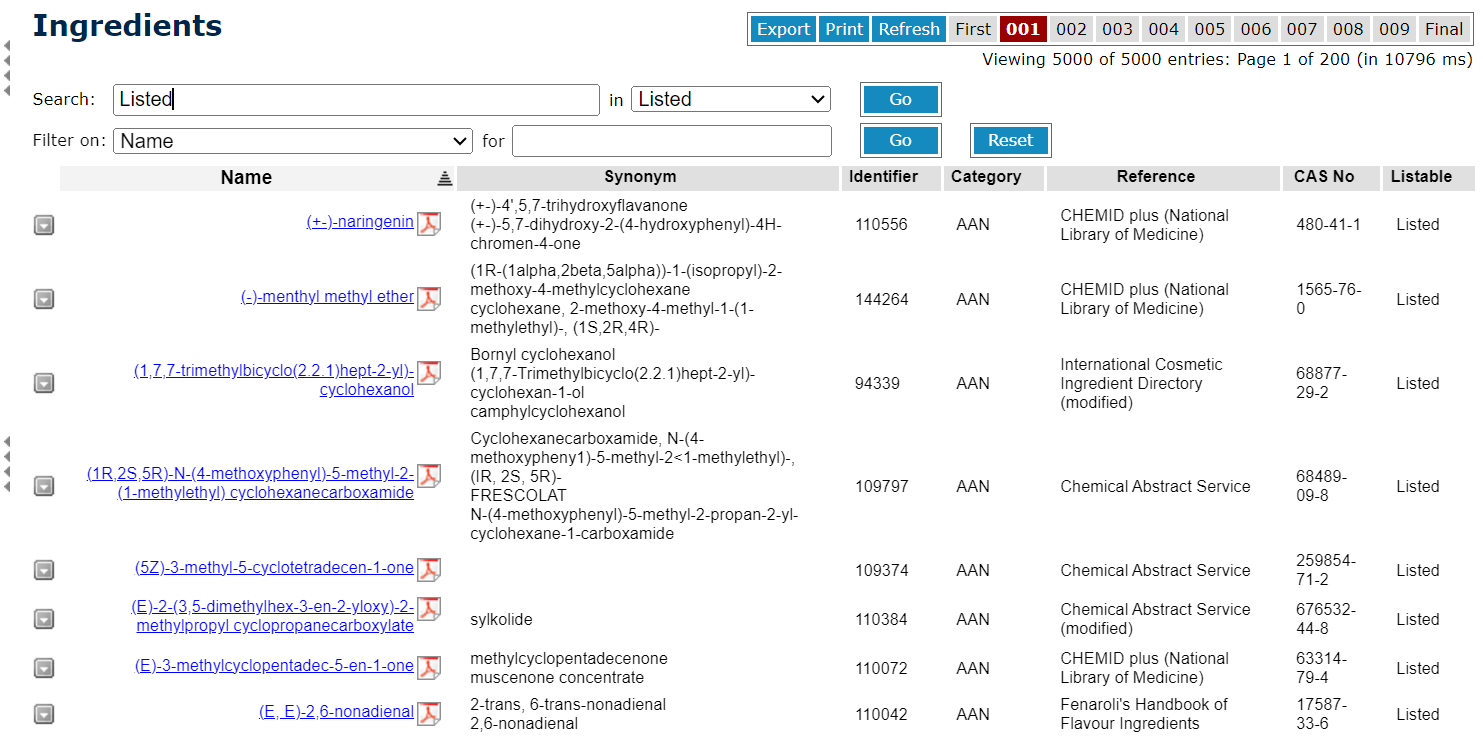 Ingredients
Export Print Refresh First 001 002 003 004 005 006 007 008 009 Final
Viewing 5000 of 5000 entries: Page 1 of 200 (in 10796 ms)
Search: Listed in Listed Go
Filter on: Name for Go Reset
Name Synonym Identifier Category Reference CAS No Listable
(+-)-naringenin
(+-)-4',5,7-trihydroxyflavanone
(+-)-5,7-dihydroxy-2-(4-hydroxyphenyl)-4H-
chromen-4-one
110556 AAN
CHEMID plus (National
Library of Medicine)
480-41-1 Listed
(-)-menthyl methyl ether
(1R-(1alpha,2beta,5alpha))-1-(isopropyl)-2-
methoxy-4-methylcyclohexane
cyclohexane, 2-methoxy-4-methyl-1-(1-
methylethyl)-, (1S,2R,4R)-
144264 AAN
CHEMID plus (National
Library of Medicine)
1565-76-
0
Listed
(1,7,7-trimethylbicyclo(2.2.1)hept-2-yl)-
cyclohexanol
Bornyl cyclohexanol
(1,7,7-Trimethylbicyclo(2.2.1)hept-2-yl)-
cyclohexan-1-ol
camphylcyclohexanol
94339 AAN
International Cosmetic
Ingredient Directory
(modified)
68877-
29-2
Listed
(1R,2S,5R)-N-(4-methoxyphenyl)-5-methyl-2-
(1-methylethyl) cyclohexanecarboxamide
Cyclohexanecarboxamide, N-(4-
methoxypheny1)-5-methyl-2<1-methylethyl)-,
(IR, 2S, 5R)-
FRESCOLAT
N-(4-methoxyphenyl)-5-methyl-2-propan-2-yl-
cyclohexane-1-carboxamide
109797 AAN
Chemical Abstract Service
68489-
09-8
Listed
(5Z)-3-methyl-5-cyclotetradecen-1-one
109374 AAN
Chemical Abstract Service
259854-
71-2
Listed
(E)-2-(3,5-dimethylhex-3-en-2-yloxy)-2-
methylpropyl cyclopropanecarboxylate
sylkolide
110384 AAN
Chemical Abstract Service
(modified)
676532-
44-8
Listed
(E)-3-methylcyclopentadec-5-en-1-one
methylcyclopentadecenone
muscenone concentrate
110072 AAN
CHEMID plus (National
Library of Medicine)
63314-
79-4
Listed
(E, E)-2,6-nonadienal
2-trans, 6-trans-nonadienal
2,6-nonadienal
110042 AAN
Fenaroli's Handbook of
Flavour Ingredients
17587-
33-6
Listed